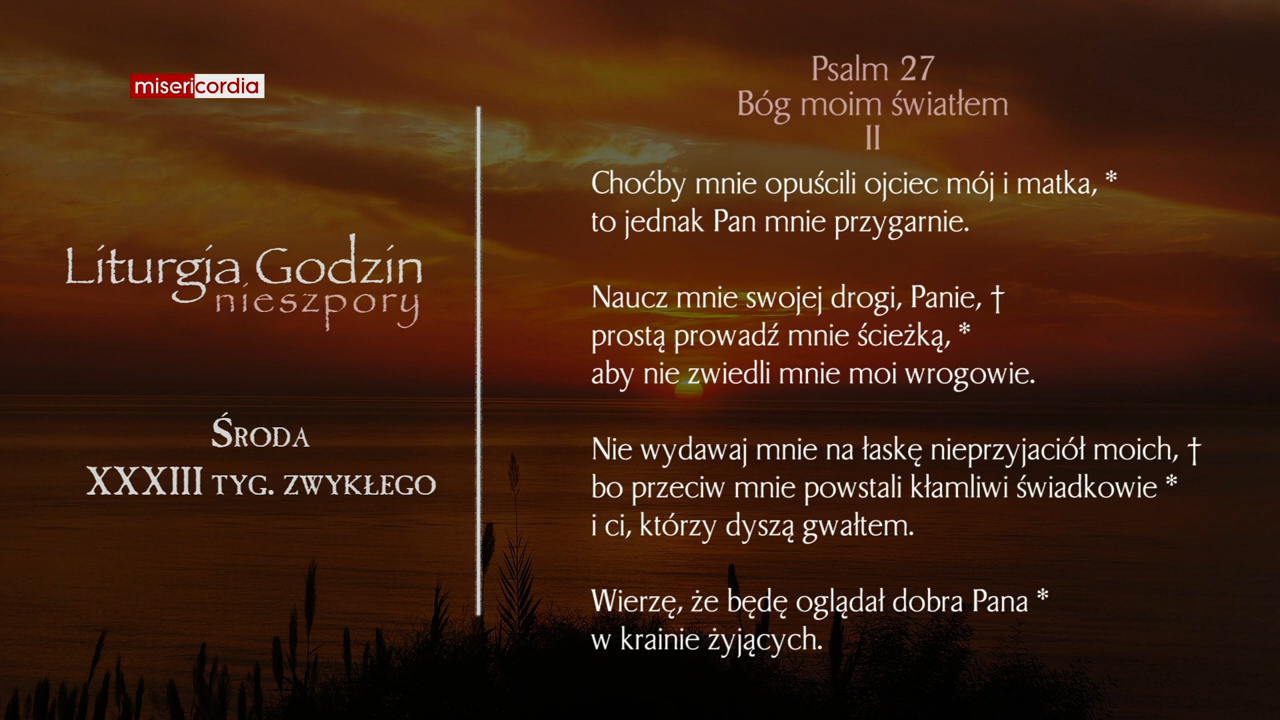 misericordia
Liturgia Godzin
nieszpory
Środa
XXXIII tyg. zwykłego
Psalm 27
Bóg moim światłem
II
Choćby mnie opuścili ojciec mój i matka, *
to jednak Pan mnie przygarnie.
Naucz mnie swojej drogi, Panie, †
prostą prowadź mnie ścieżką, *
aby nie zwiedli mnie moi wrogowie.
Nie wydawaj mnie na łaskę nieprzyjaciół moich, †
bo przeciw mnie powstali kłamliwi świadkowie *
i ci, którzy dyszą gwałtem.
Wierzę, że będę oglądał dobra Pana *
w krainie żyjących.